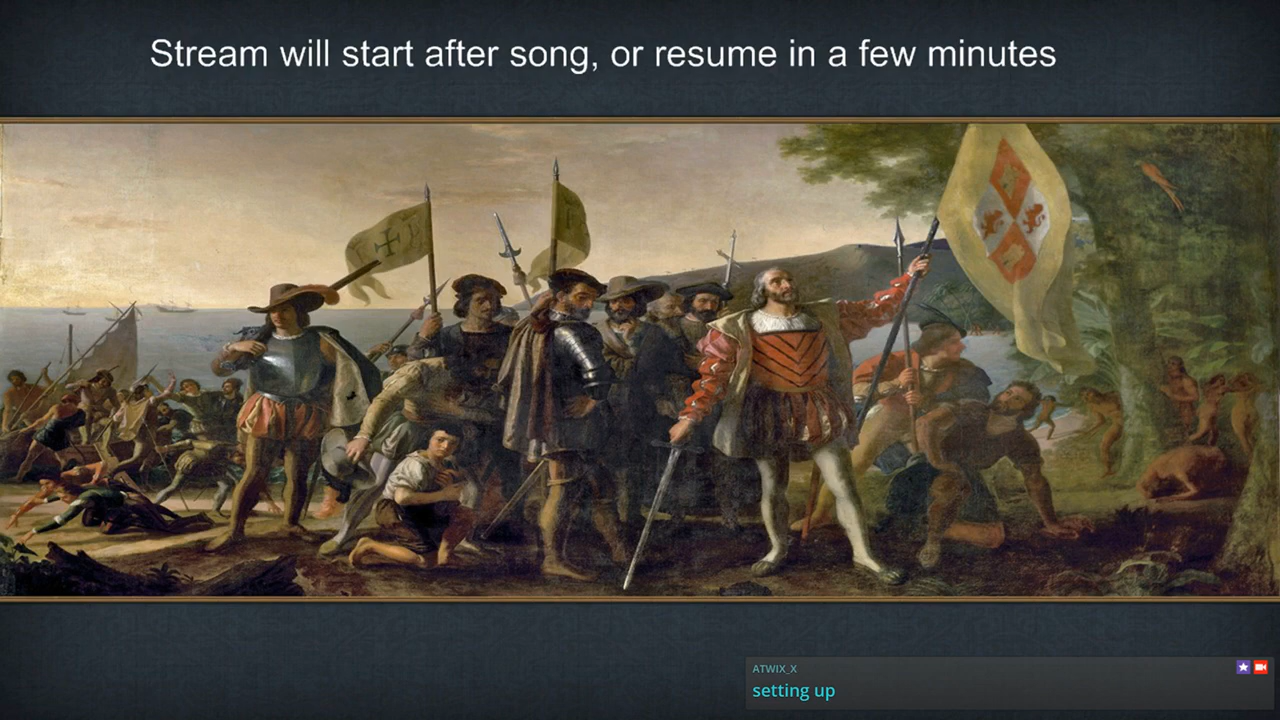 Stream will start after song, or resume in a few minutes
ATWIX_X
setting up